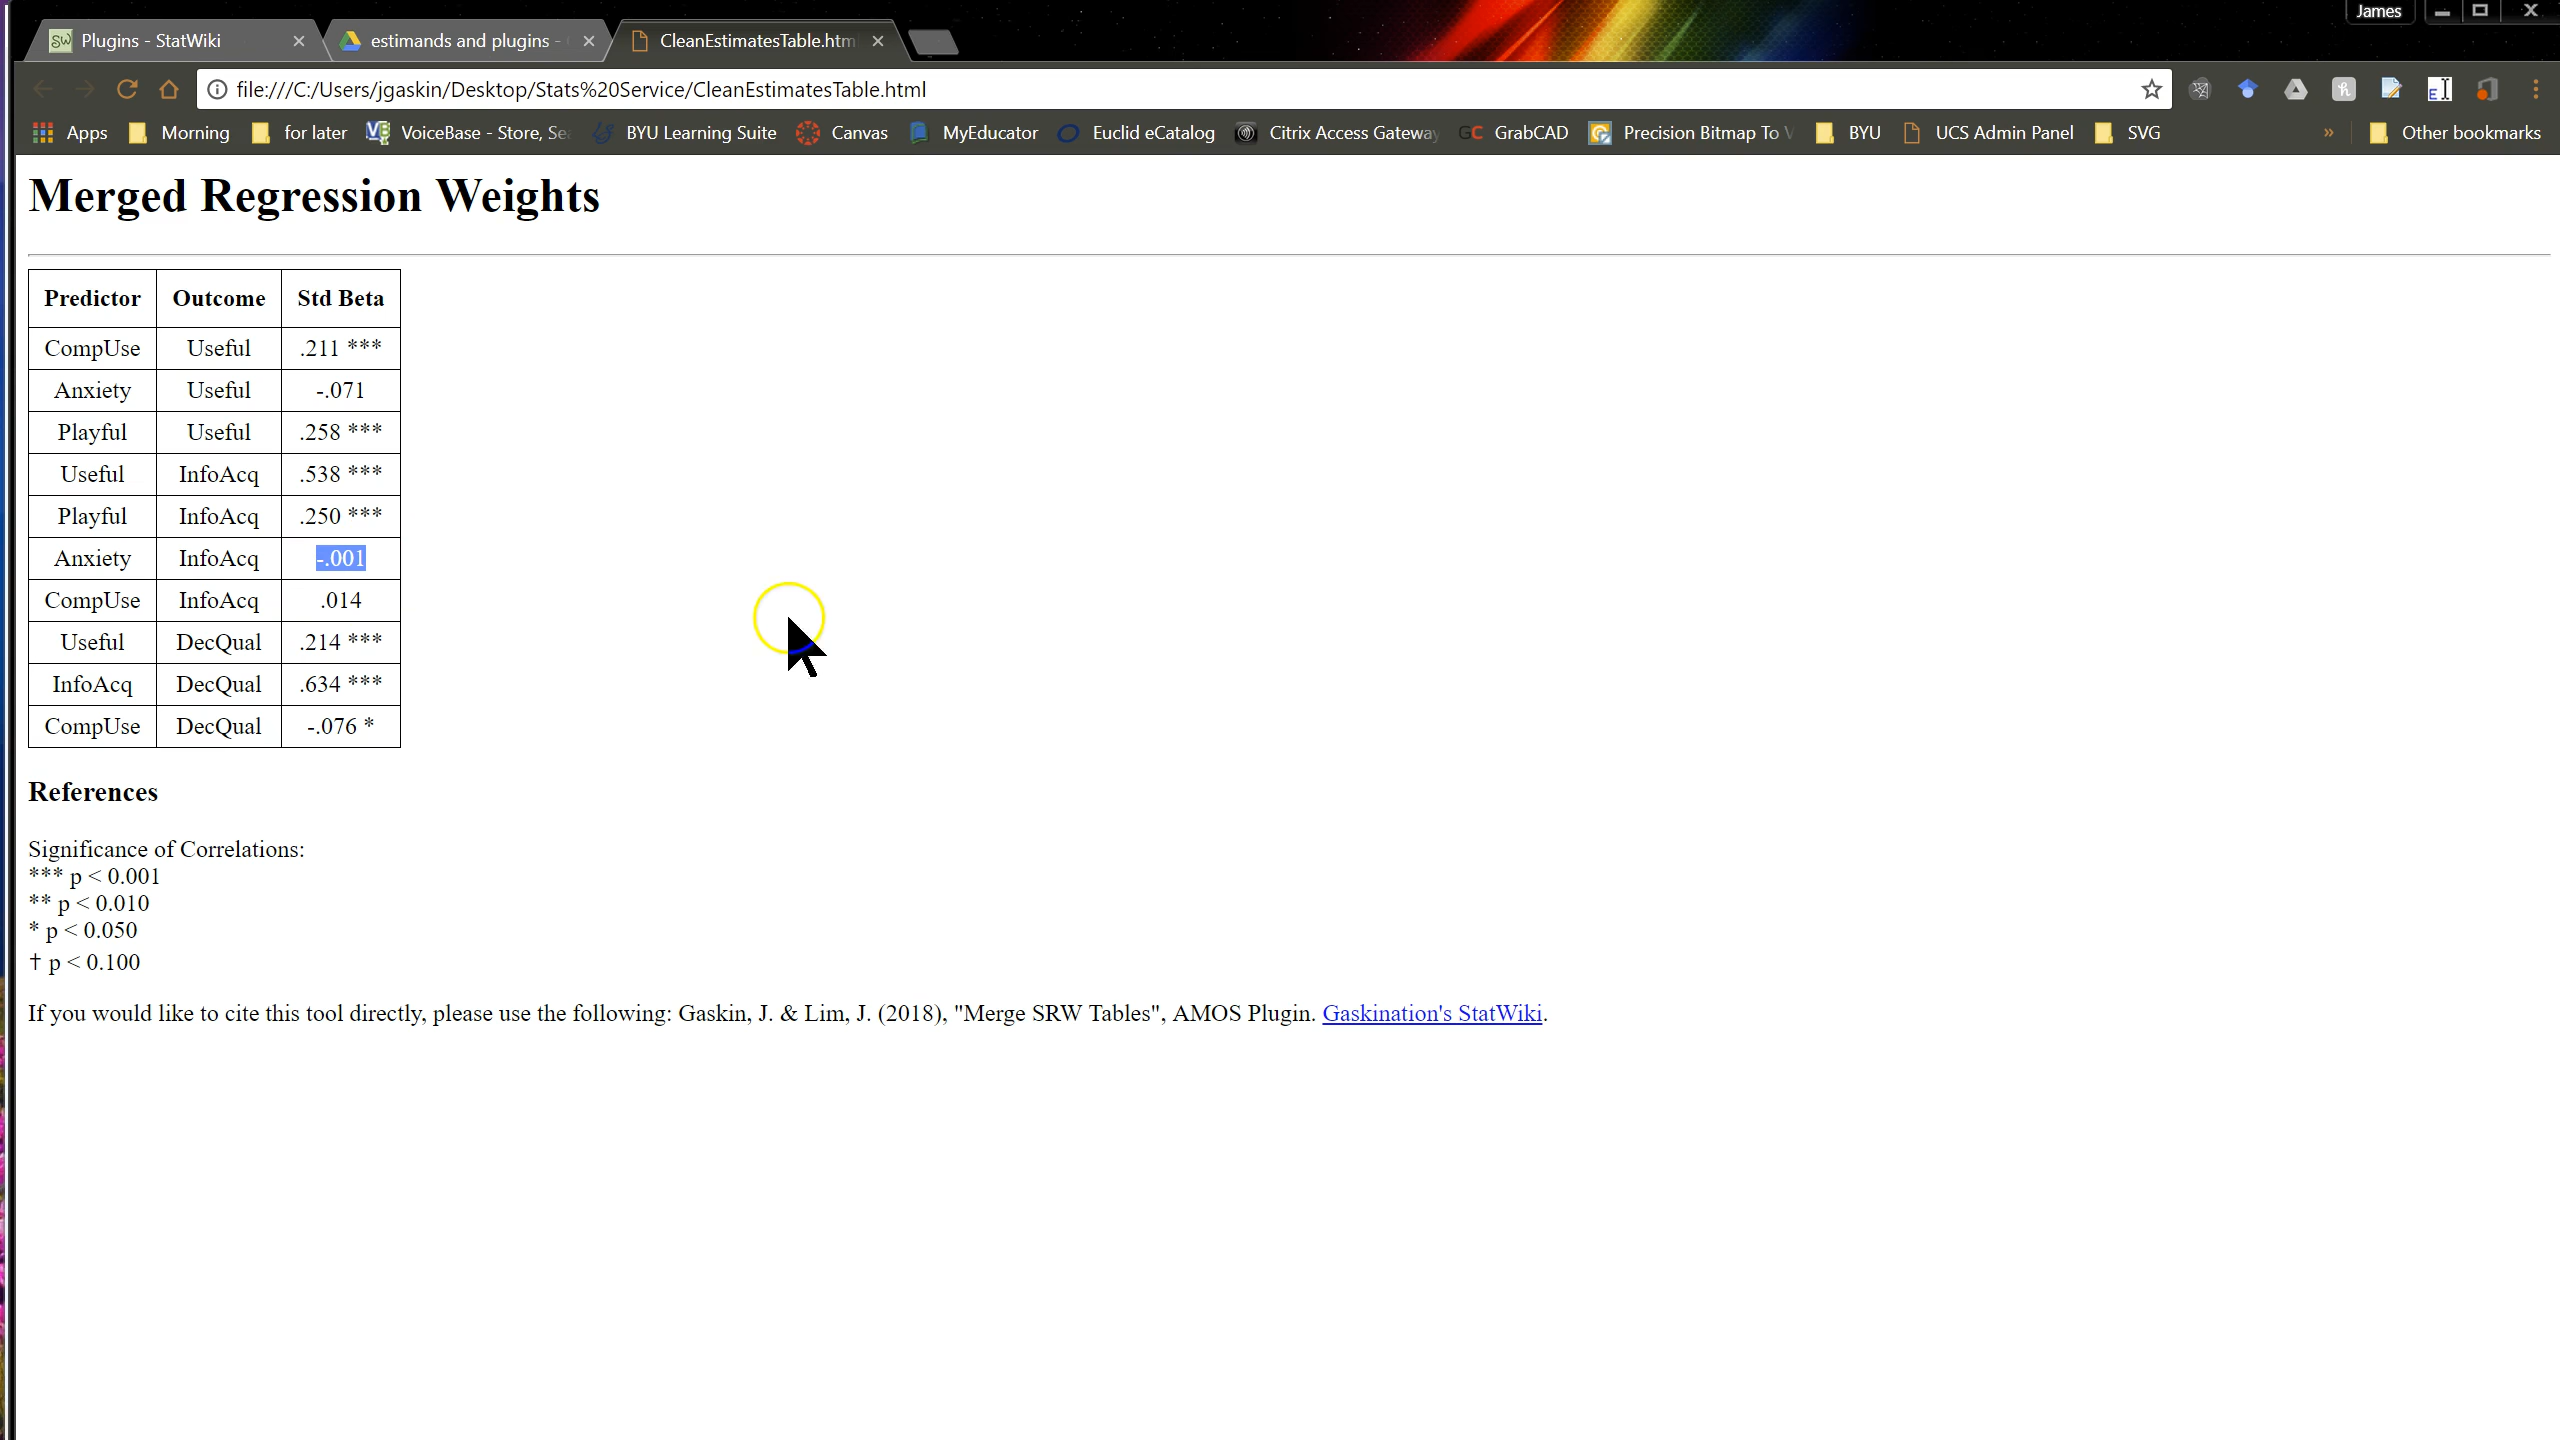 James
Plugins - StatWiki
estimands and plugins -
CleanEstimatesTable.htm
file:///C:/Users/jgaskin/Desktop/Stats%20Service/CleanEstimatesTable.html
Apps Morning for later VoiceBase - Store, Se BYU Learning Suite Canvas MyEducator Euclid eCatalog Citrix Access Gateway GrabCAD Precision Bitmap To V BYU UCS Admin Panel SVG » Other bookmarks
Merged Regression Weights
Predictor Outcome Std Beta
CompUse Useful .211 ***
Anxiety Useful -.071
Playful Useful .258 ***
Useful InfoAcq .538 ***
Playful InfoAcq .250 ***
Anxiety InfoAcq -.001
CompUse InfoAcq .014
Useful DecQual .214 ***
InfoAcq DecQual .634 ***
CompUse DecQual -.076 *
References
Significance of Correlations:
*** p < 0.001
** p < 0.010
* p < 0.050
† p < 0.100
If you would like to cite this tool directly, please use the following: Gaskin, J. & Lim, J. (2018), "Merge SRW Tables", AMOS Plugin. Gaskination's StatWiki.